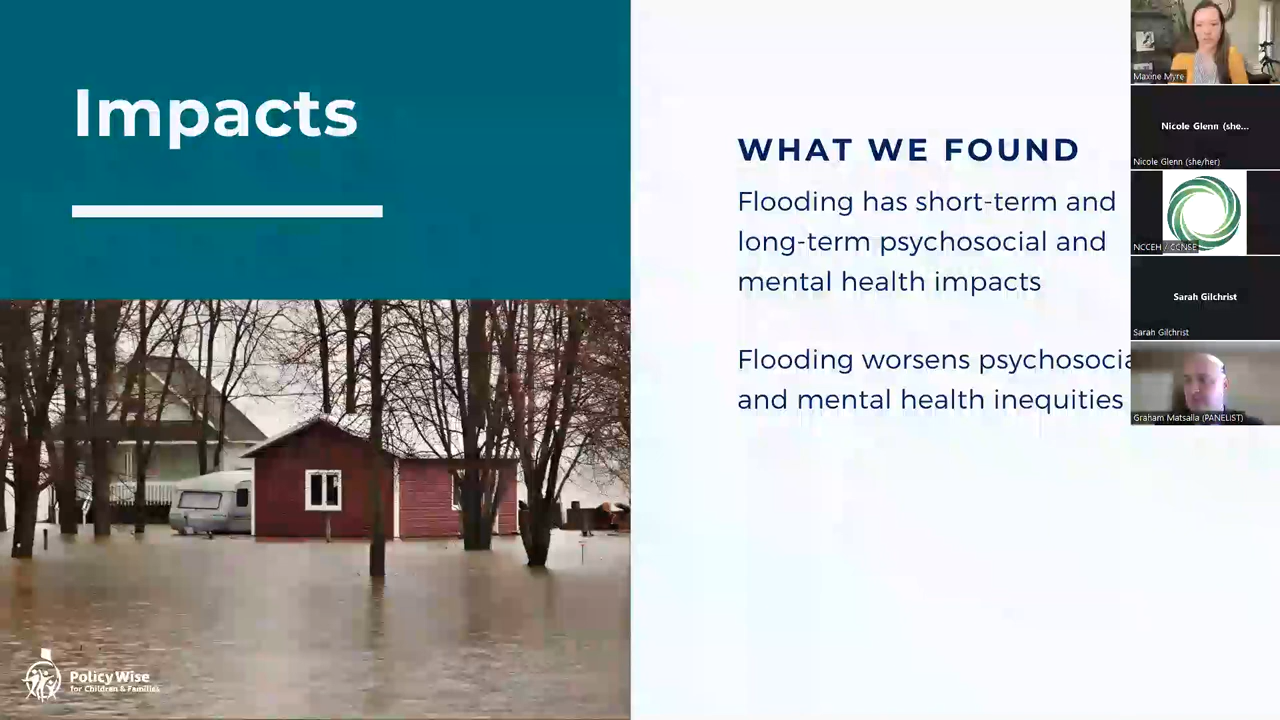 Impacts
WHAT WE FOUND
Flooding has short-term and
long-term psychosocial and
mental health impacts
Flooding worsens psychosocia
and mental health inequities
PolicyWise
for Children & Families
Maxine Myre
Nicole Glenn (she...
Nicole Glenn (she/her)
NCCEH / CCNSE
Sarah Gilchrist
Sarah Gilchrist
Graham Matsalla (PANELIST)